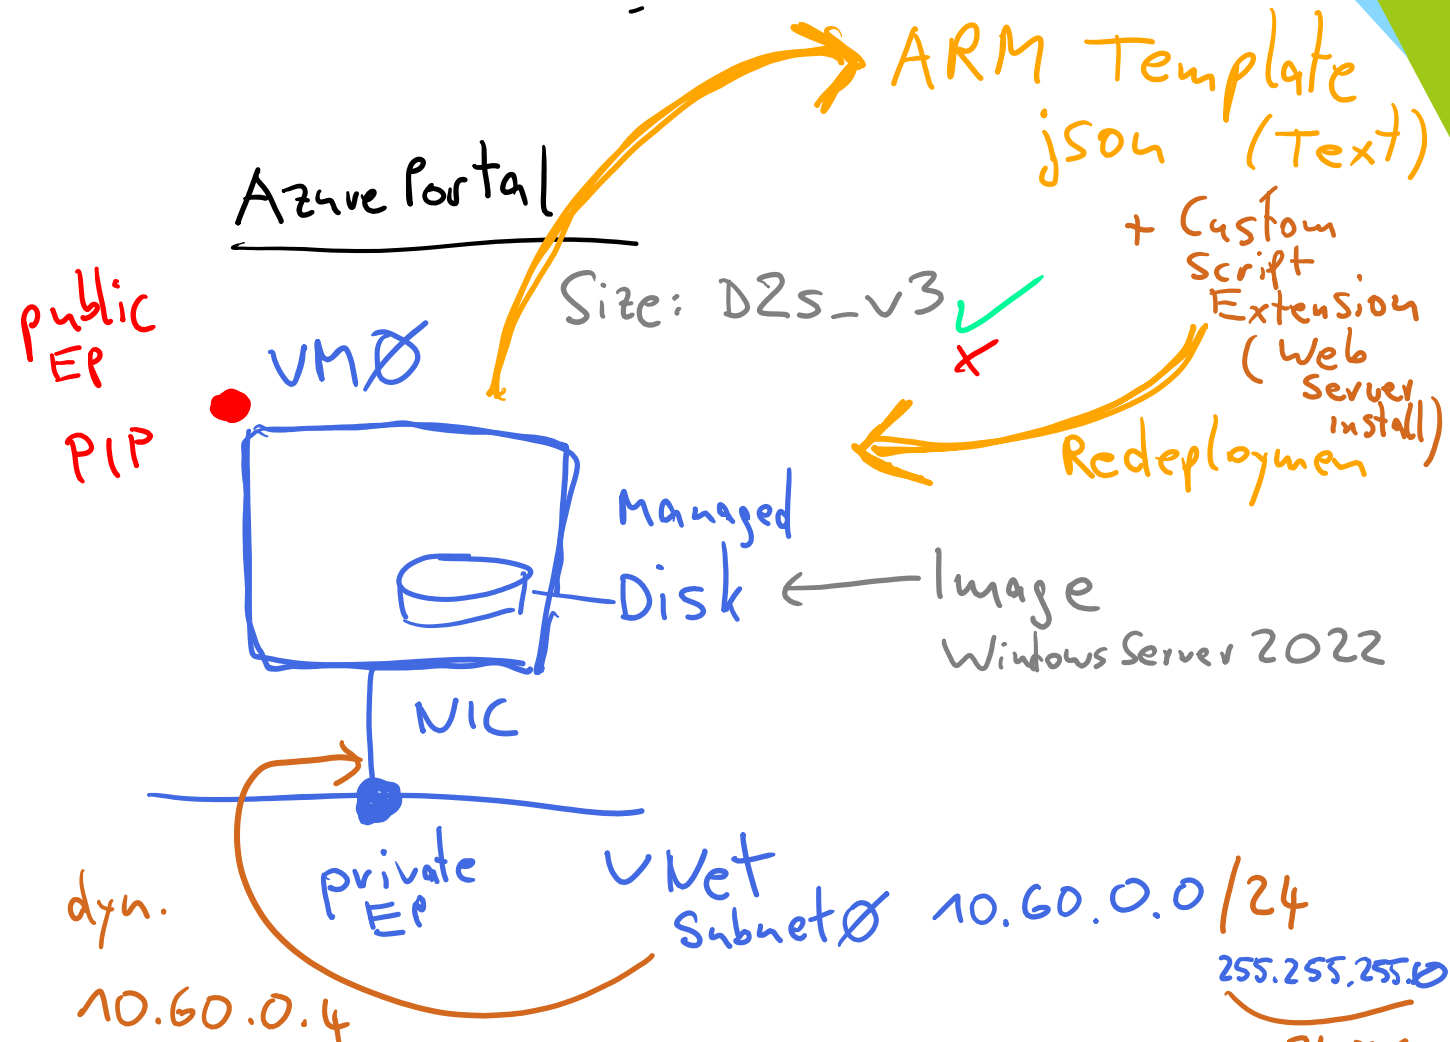 ARM Template
json (Text)
Azure Portal
+ Custom
Script
Extension
(Web
Server
install)
Size: D2s_v3
public
EP
VMØ
PIP
Redeploymen
Managed
Disk
Image
Windows Server 2022
NIC
private
EP
VNet
SubnetØ 10.60.0.0/24
255.255.255.0
dyn.
10.60.0.4